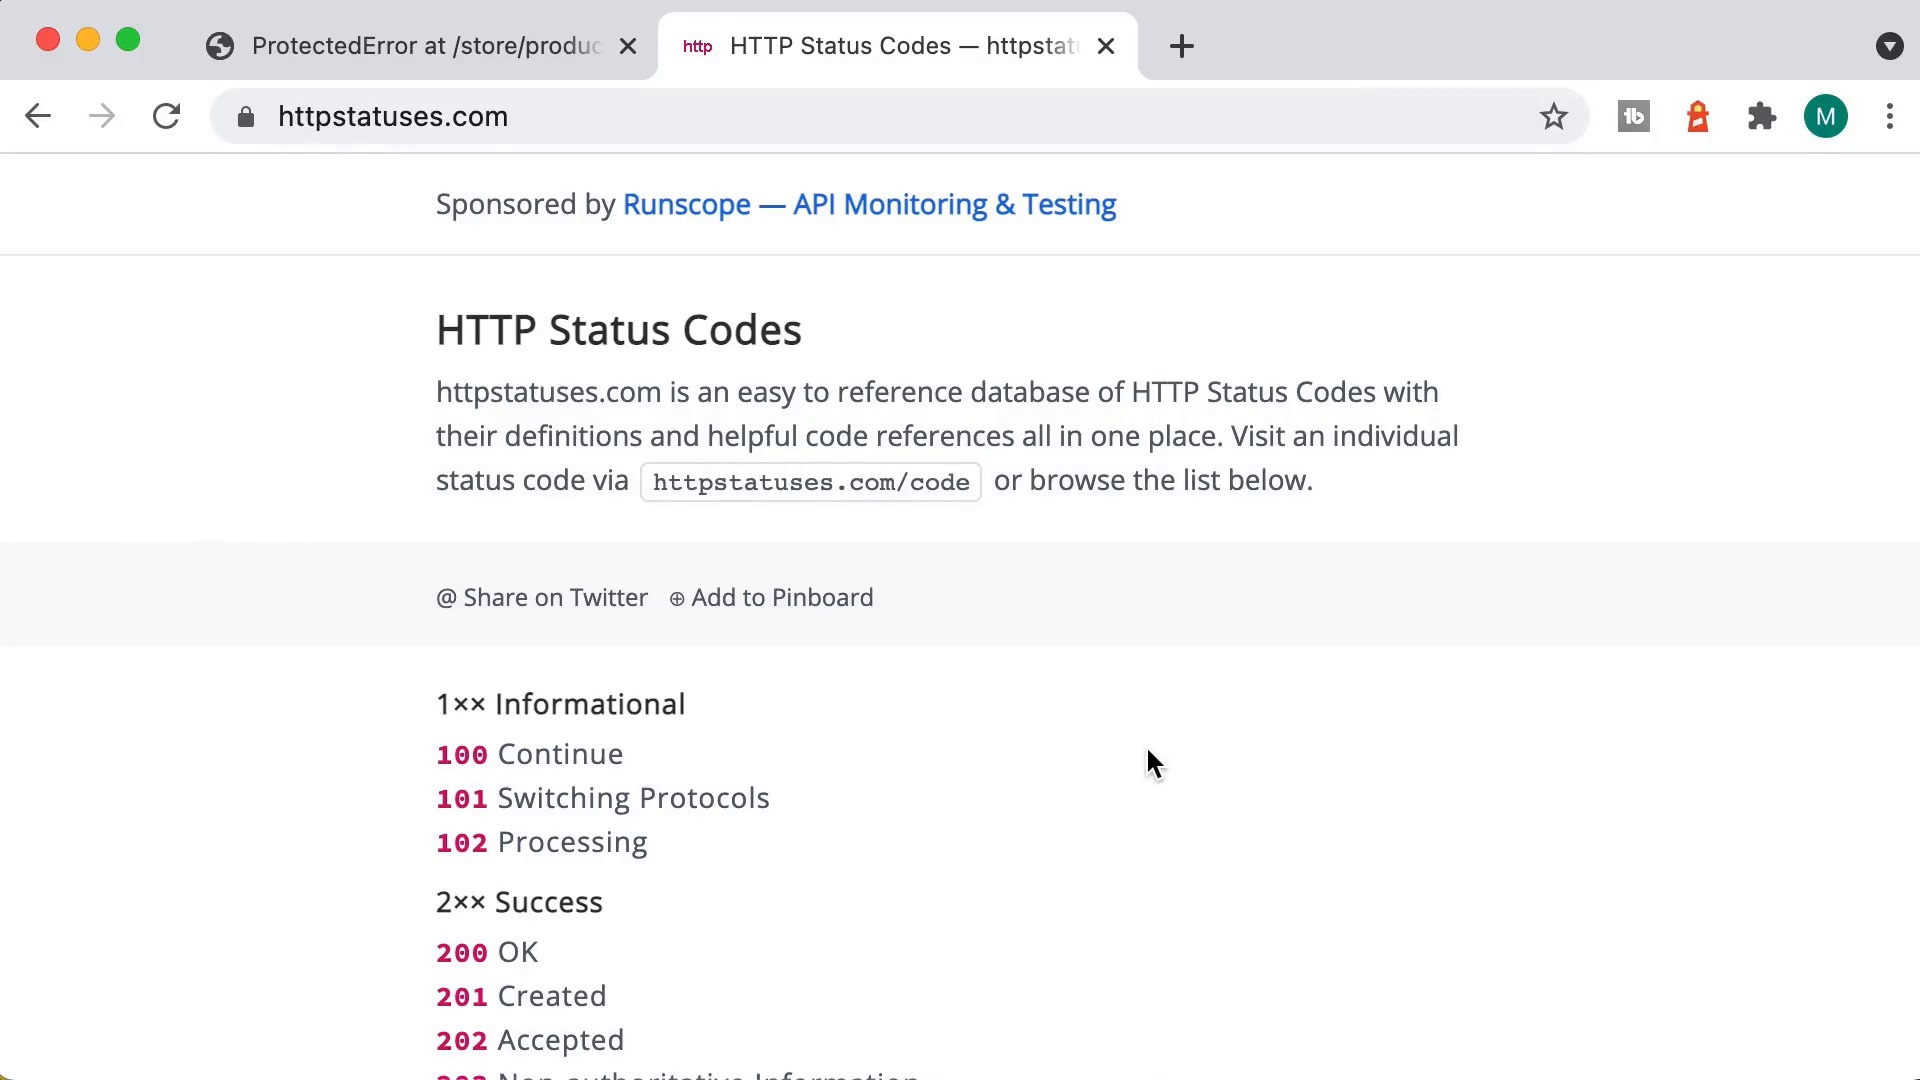 ProtectedError at /store/produc
http HTTP Status Codes — httpstat
httpstatuses.com
M
Sponsored by Runscope — API Monitoring & Testing
HTTP Status Codes
httpstatuses.com is an easy to reference database of HTTP Status Codes with
their definitions and helpful code references all in one place. Visit an individual
status code via httpstatuses.com/code or browse the list below.
@ Share on Twitter ⊕ Add to Pinboard
1×× Informational
100 Continue
101 Switching Protocols
102 Processing
2×× Success
200 OK
201 Created
202 Accepted
203 Non-authoritative Information